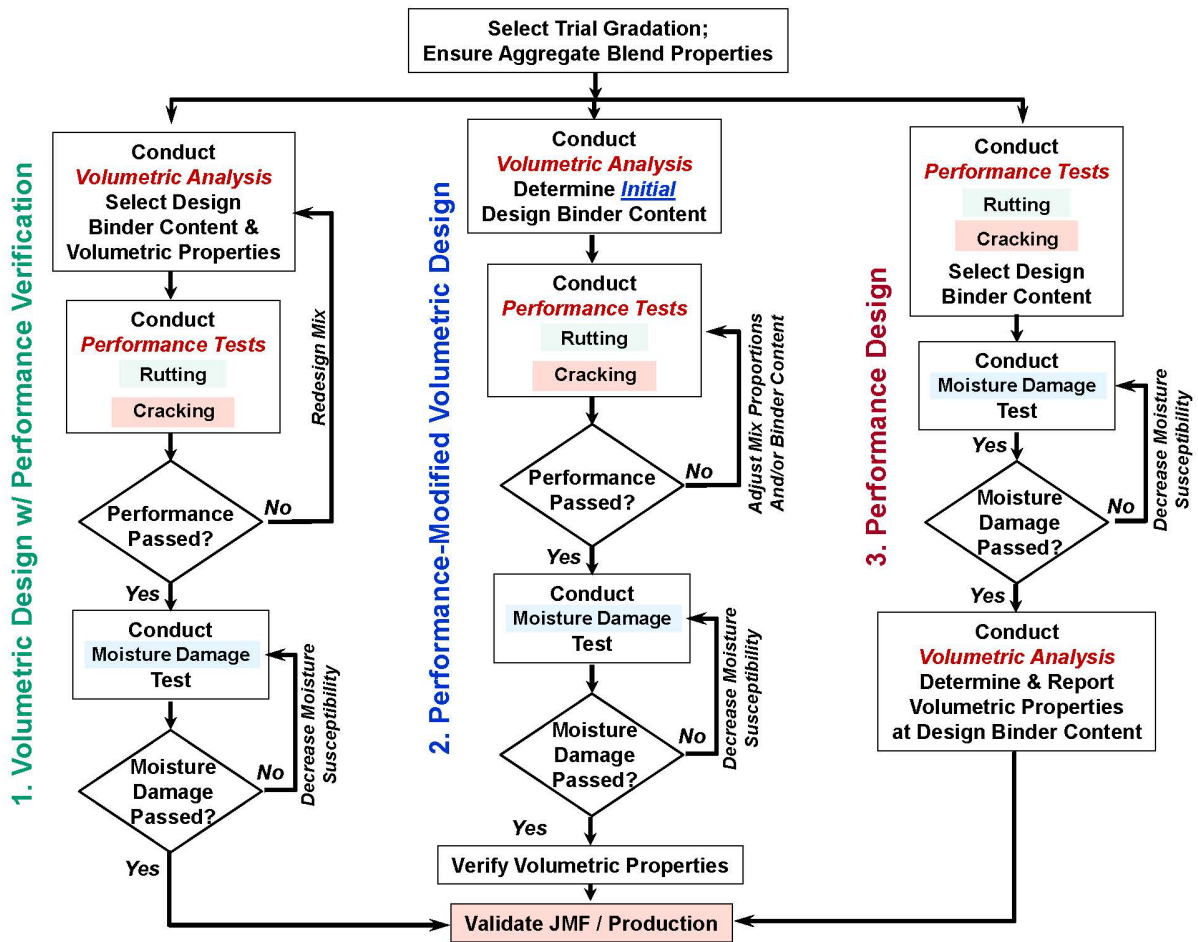 Select Trial Gradation;
Ensure Aggregate Blend Properties
1. Volumetric Design w/ Performance Verification
Conduct
Volumetric Analysis
Select Design
Binder Content &
Volumetric Properties
Conduct
Performance Tests
Rutting
Cracking
Redesign Mix
Performance
Passed?
No
Yes
Conduct
Moisture Damage
Test
Decrease Moisture
Susceptibility
Moisture
Damage
Passed?
No
Yes
2. Performance-Modified Volumetric Design
Conduct
Volumetric Analysis
Determine Initial
Design Binder Content
Conduct
Performance Tests
Rutting
Cracking
Adjust Mix Proportions
And/or Binder Content
Performance
Passed?
No
Yes
Conduct
Moisture Damage
Test
Decrease Moisture
Susceptibility
Moisture
Damage
Passed?
No
Yes
Verify Volumetric Properties
3. Performance Design
Conduct
Performance Tests
Rutting
Cracking
Select Design
Binder Content
Conduct
Moisture Damage
Test
Yes
Decrease Moisture
Susceptibility
Moisture
Damage
Passed?
No
Yes
Conduct
Volumetric Analysis
Determine & Report
Volumetric Properties
at Design Binder Content
Validate JMF / Production